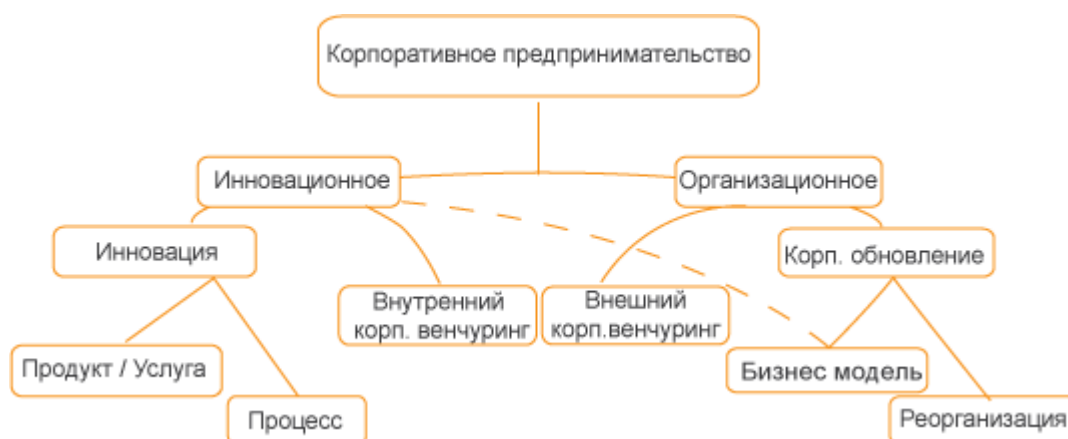 Корпоративное предпринимательство
Инновационное
Организационное
Инновация
Корп. обновление
Внутренний
корп. венчуринг
Внешний
корп.венчуринг
Продукт / Услуга
Бизнес модель
Процесс
Реорганизация